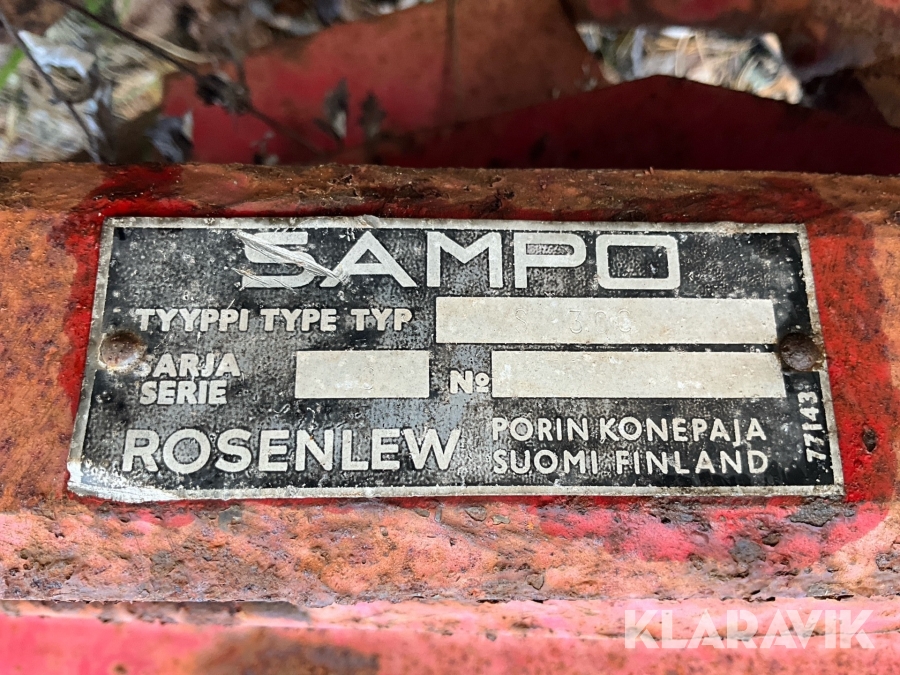 SAMPO
TYYPPI TYPE TYP
SARJA
SERIE
No
ROSENLEW
PORIN KONEPAJA
SUOMI FINLAND
77143
KLARAVIK